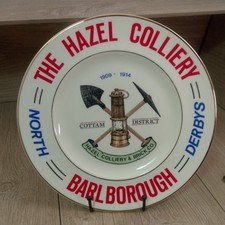 THE HAZEL COLLIERY
1909 - 1914
COTTAM DISTRICT
HAZEL COLLIERY & BRICK CO
NORTH
DERBYS
BARLBOROUGH